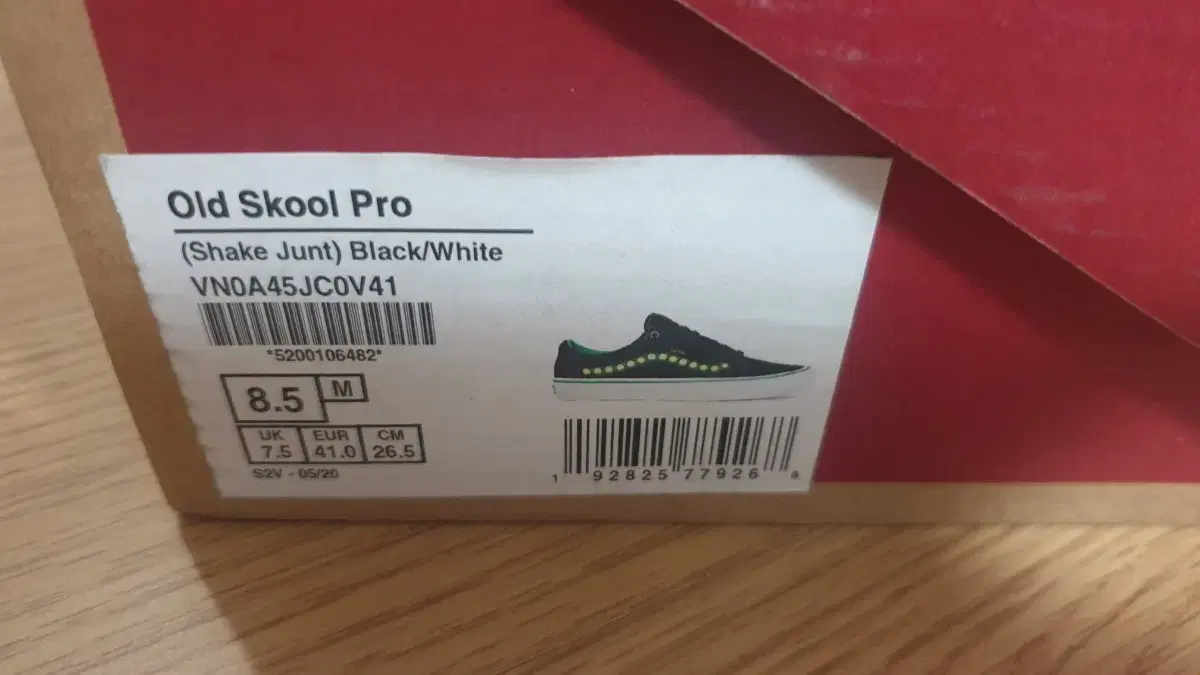 Old Skool Pro
(Shake Junt) Black/White
VN0A45JC0V41
*5200106482*
8.5 M
UK EUR CM
7.5 41.0 26.5
S2V - 05/20
1 92825 77926 8